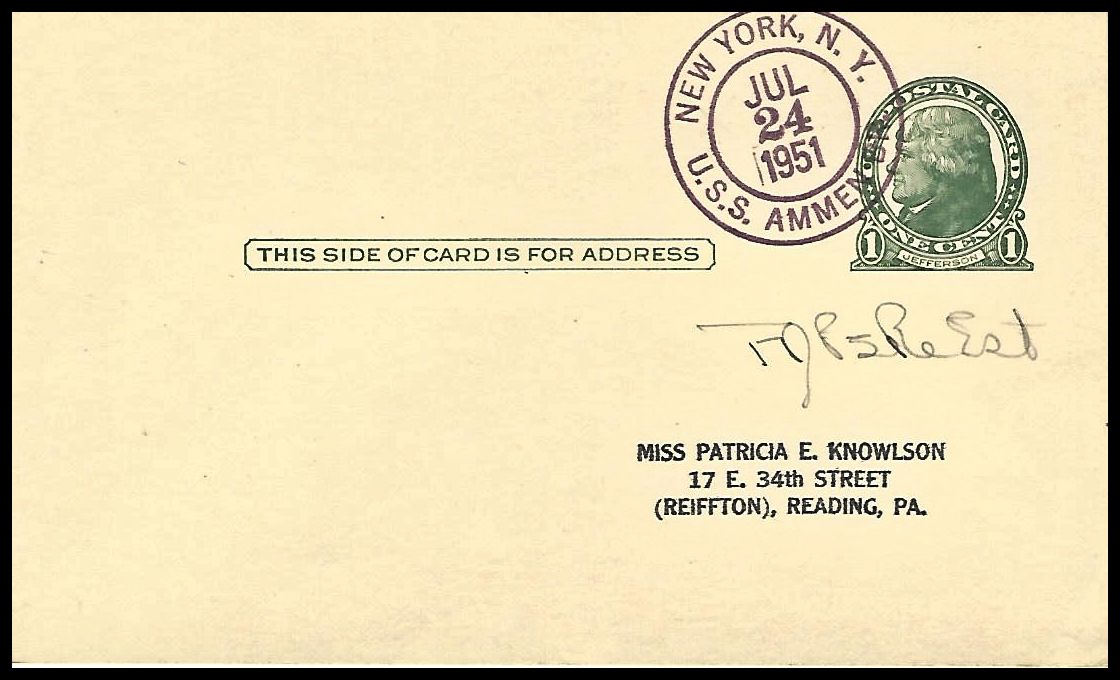 NEW YORK, N. Y.
JUL
24
1951
U.S.S. AMMEN BR.
POSTAL CARD
ONE CENT
1 JEFFERSON 1
THIS SIDE OF CARD IS FOR ADDRESS
MISS PATRICIA E. KNOWLSON
17 E. 34th STREET
(REIFFTON), READING, PA.